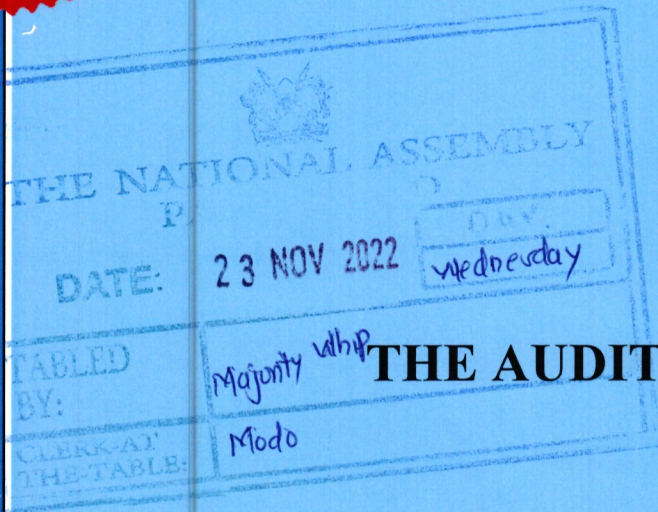 THE NATIONAL ASSEMBLY
DAY.
DATE: 23 NOV 2022 Wednesday
TABLED BY: Majority Whip
THE AUDIT
CLERK-AT THE-TABLE: Modo